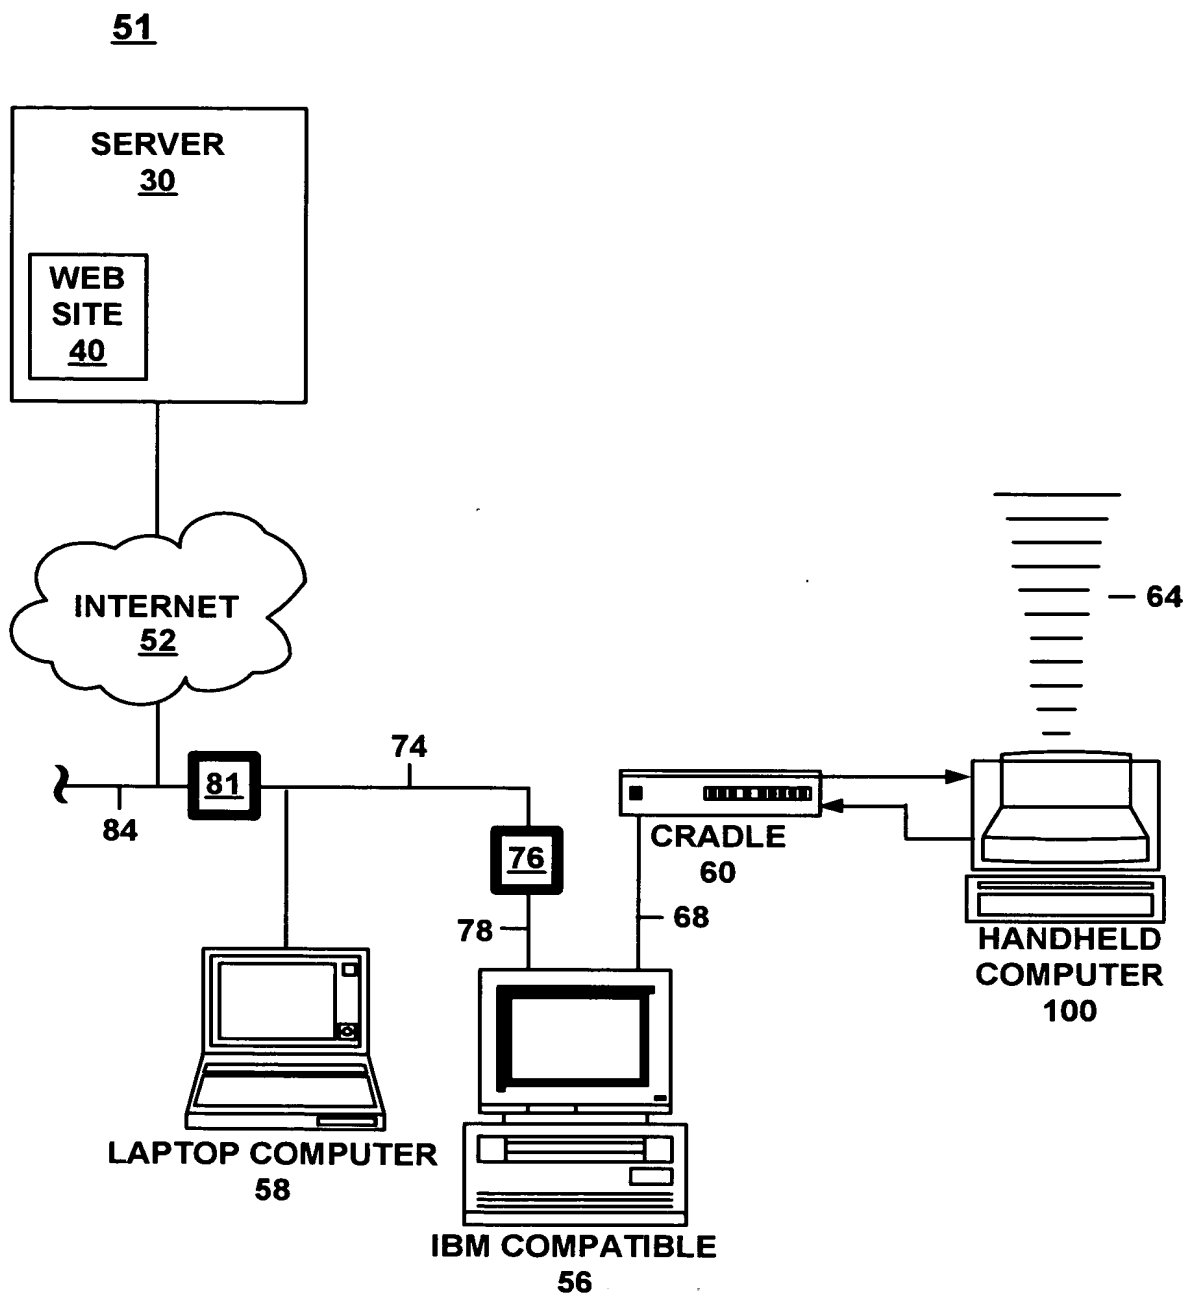 51
SERVER
30
WEB
SITE
40
INTERNET
52
64
74
81
84
76
CRADLE
60
78
68
HANDHELD
COMPUTER
100
LAPTOP COMPUTER
58
IBM COMPATIBLE
56